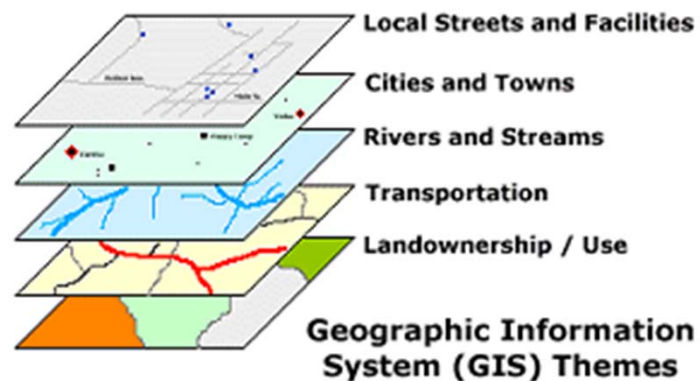 Local Streets and Facilities
Cities and Towns
Rivers and Streams
Transportation
Landownership / Use
Geographic Information
System (GIS) Themes